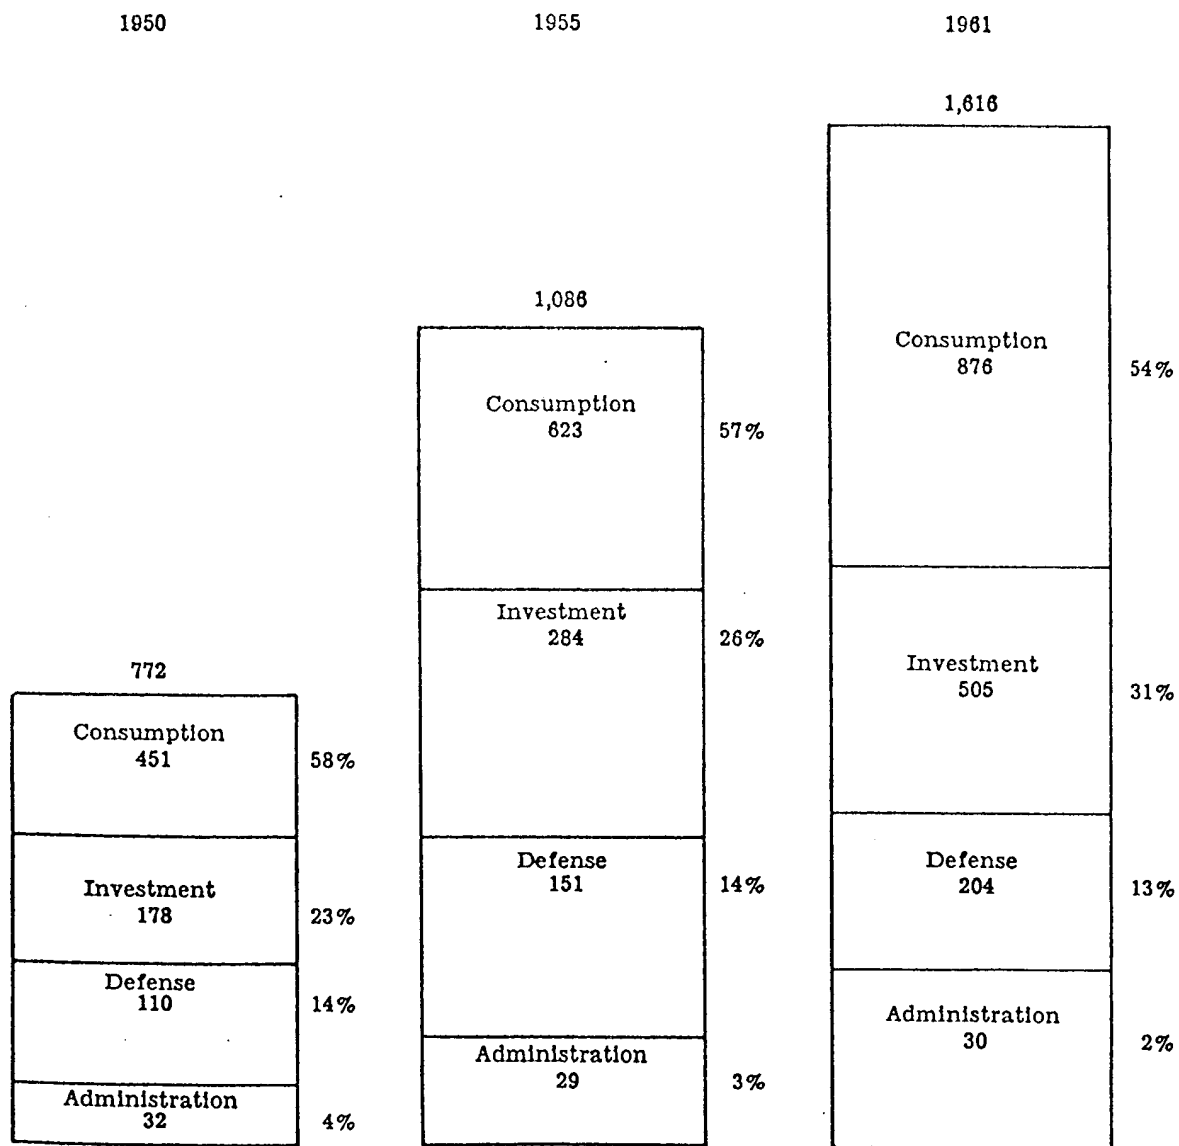 1950
1955
1961
772
Consumption
451
58%
Investment
178
23%
Defense
110
14%
Administration
32
4%
1,086
Consumption
623
57%
Investment
284
26%
Defense
151
14%
Administration
29
3%
1,616
Consumption
876
54%
Investment
505
31%
Defense
204
13%
Administration
30
2%